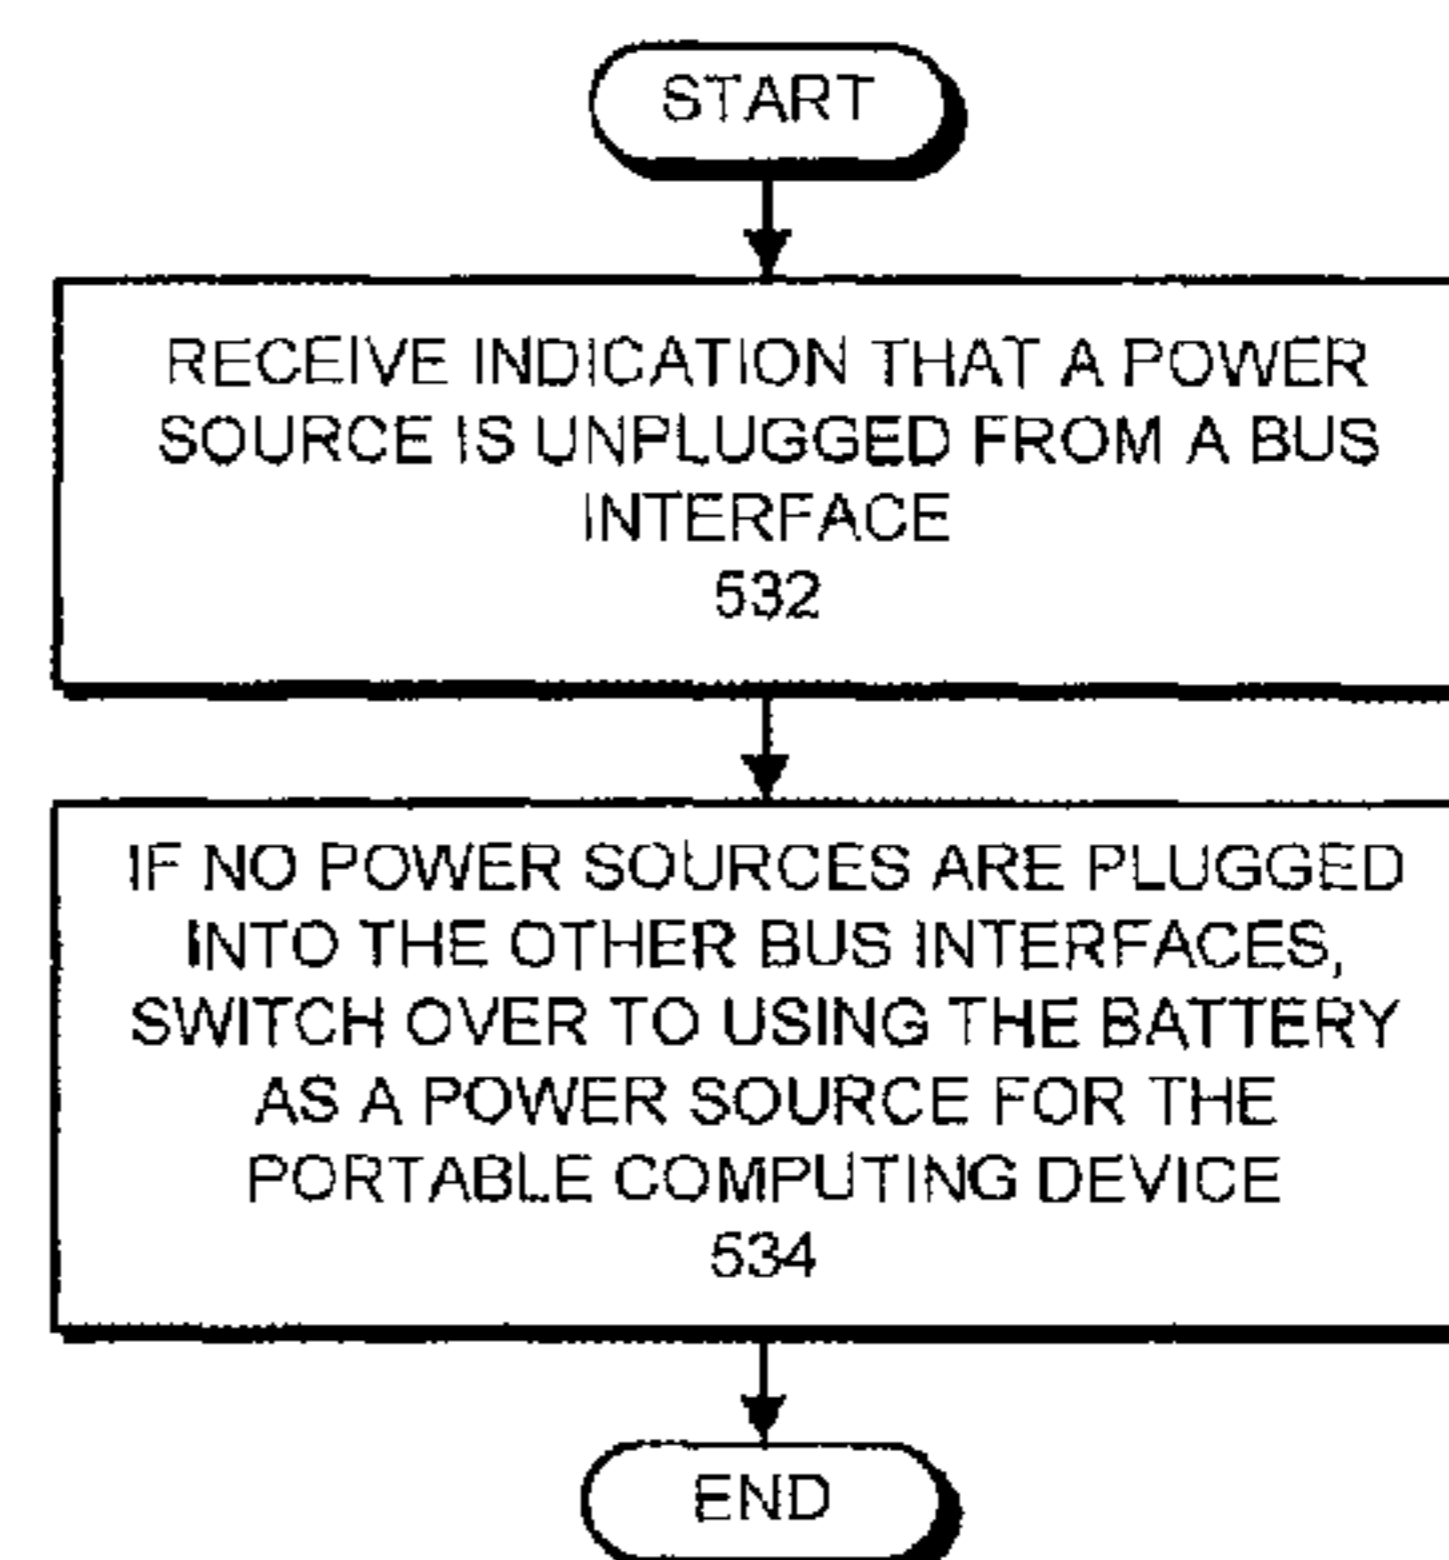 START
RECEIVE INDICATION THAT A POWER
SOURCE IS UNPLUGGED FROM A BUS
INTERFACE
532
IF NO POWER SOURCES ARE PLUGGED
INTO THE OTHER BUS INTERFACES,
SWITCH OVER TO USING THE BATTERY
AS A POWER SOURCE FOR THE
PORTABLE COMPUTING DEVICE
534
END